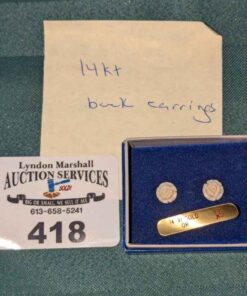 14kt
back earrings
Lyndon Marshall
AUCTION SERVICES
SOLD!
BIG OR SMALL, WE SELL IT ALL
613-658-5241
418
GOLD